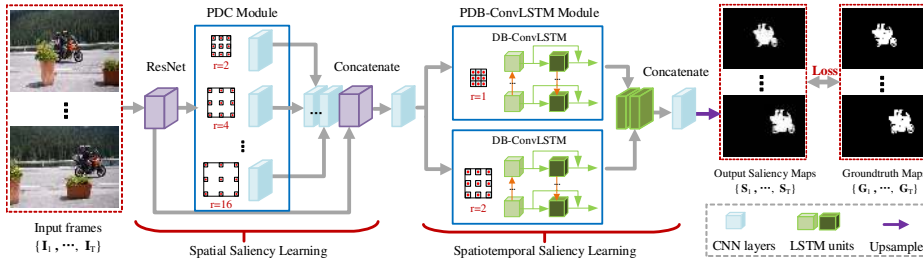 PDC Module
PDB-ConvLSTM Module
ResNet
r=2
r=4
r=16
...
Concatenate
DB-ConvLSTM
r=1
DB-ConvLSTM
r=2
Concatenate
Loss
Input frames
{I1, ···, IT}
Spatial Saliency Learning
Spatiotemporal Saliency Learning
Output Saliency Maps
{S1, ···, ST}
Groundtruth Maps
{G1, ···, GT}
CNN layers
LSTM units
Upsample